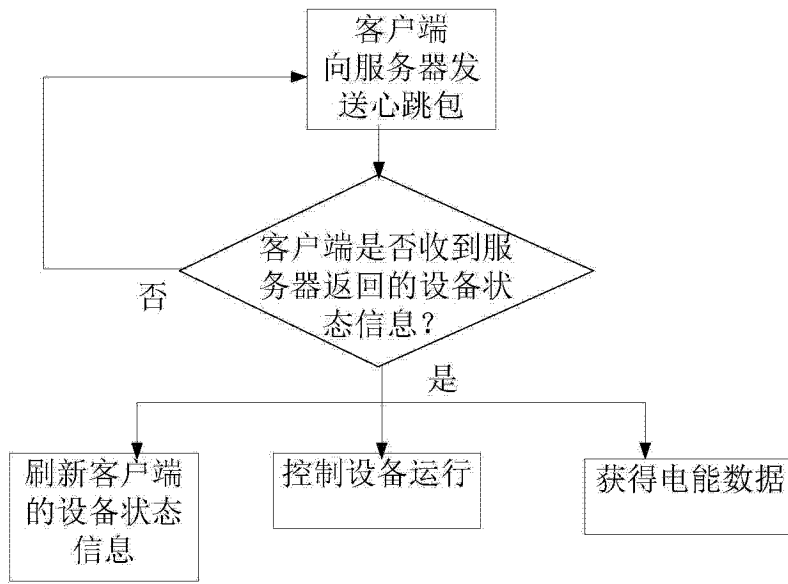 客户端
向服务器发
送心跳包
客户端是否收到服
务器返回的设备状
态信息？
否
是
刷新客户端
的设备状态
信息
控制设备运行
获得电能数据